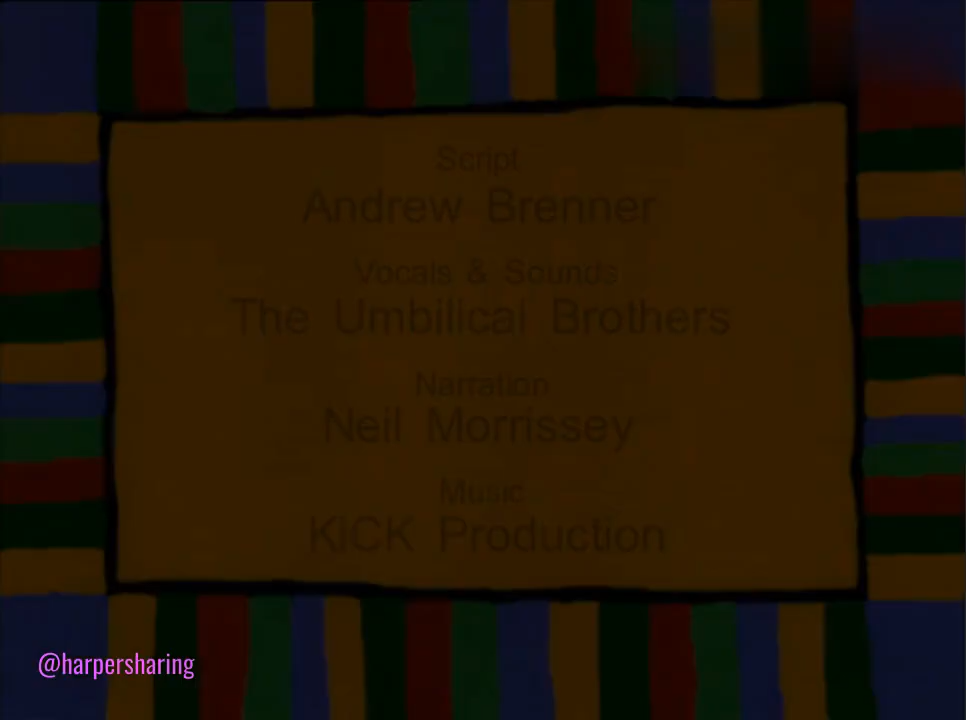 Script
Andrew Brenner
Vocals & Sounds
The Umbilical Brothers
Narration
Neil Morrissey
Music
KiCK Production
@harpersharing